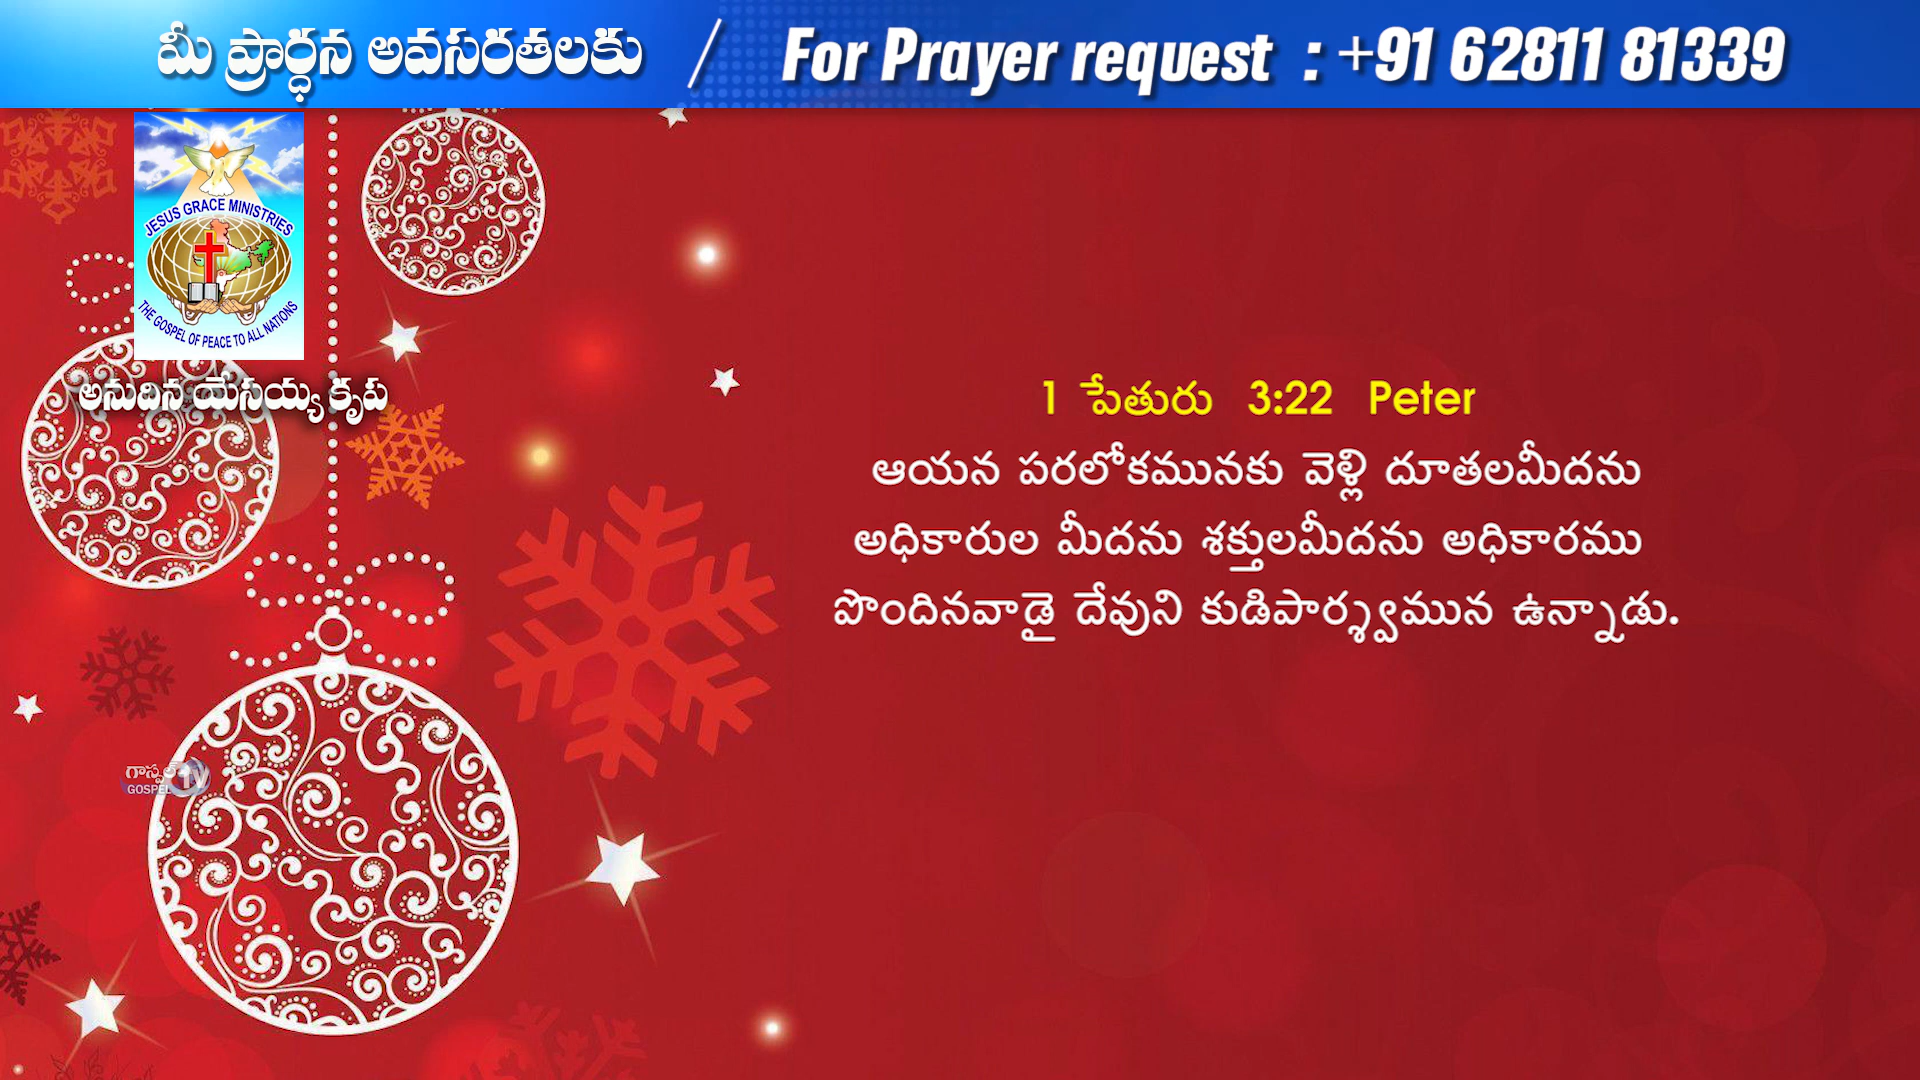 మీ ప్రార్ధన అవసరతలకు / For Prayer request : +91 62811 81339
JESUS GRACE MINISTRIES
THE GOSPEL OF PEACE TO ALL NATIONS
అనుదిన యేసయ్య కృప
1 పేతురు 3:22 Peter
ఆయన పరలోకమునకు వెళ్లి దూతలమీదను
అధికారుల మీదను శక్తులమీదను అధికారము
పొందినవాడై దేవుని కుడిపార్శ్వమున ఉన్నాడు.
గాస్పెల్ TV
GOSPEL